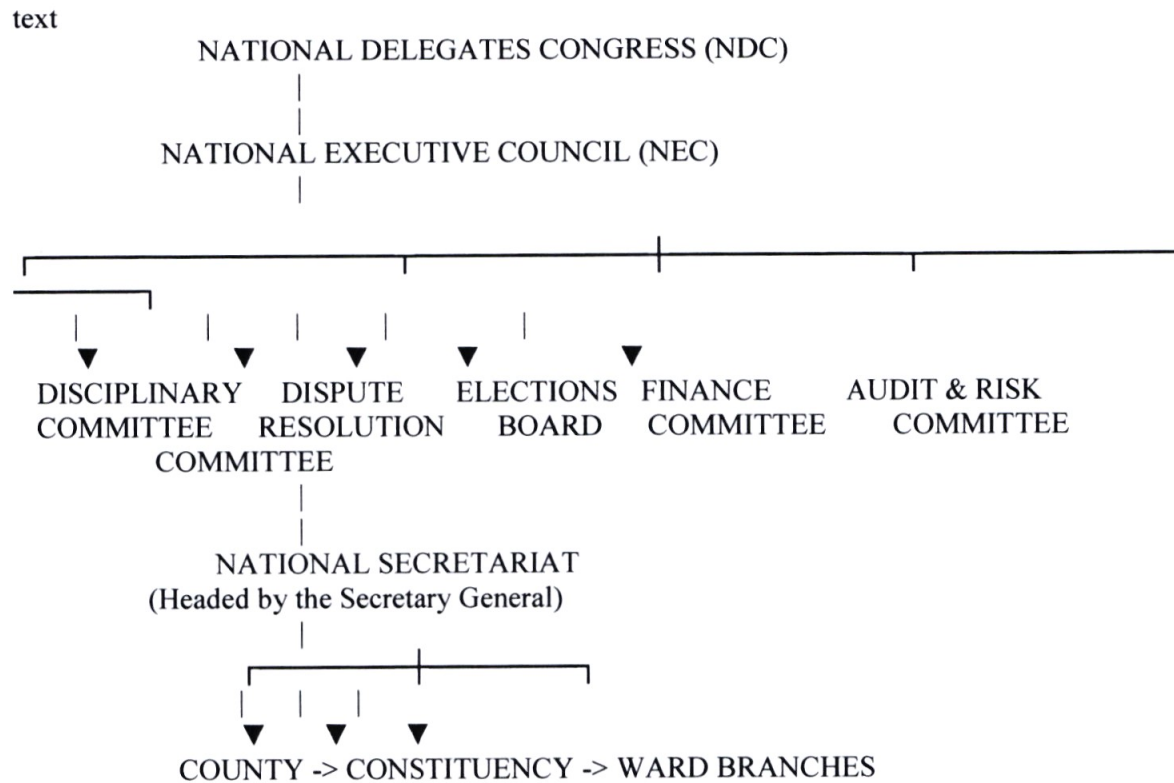 text
NATIONAL DELEGATES CONGRESS (NDC)
NATIONAL EXECUTIVE COUNCIL (NEC)
DISCIPLINARY DISPUTE ELECTIONS FINANCE AUDIT & RISK
COMMITTEE RESOLUTION BOARD COMMITTEE COMMITTEE
COMMITTEE
NATIONAL SECRETARIAT
(Headed by the Secretary General)
COUNTY -> CONSTITUENCY -> WARD BRANCHES